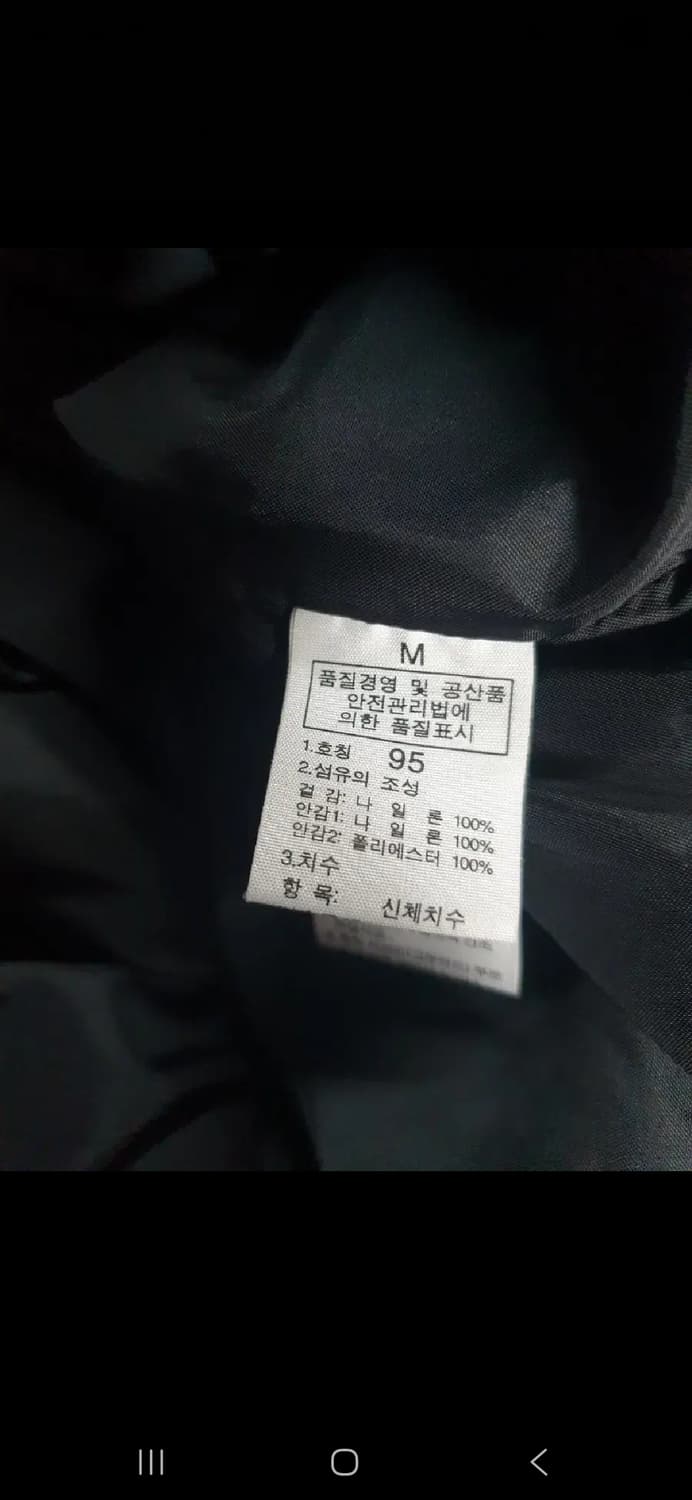 M
품질경영 및 공산품
안전관리법에
의한 품질표시
1.호칭 95
2.섬유의 조성
겉 감: 나 일 론 100%
안감1: 나 일 론 100%
안감2: 폴리에스터 100%
3.치수
항 목: 신체치수